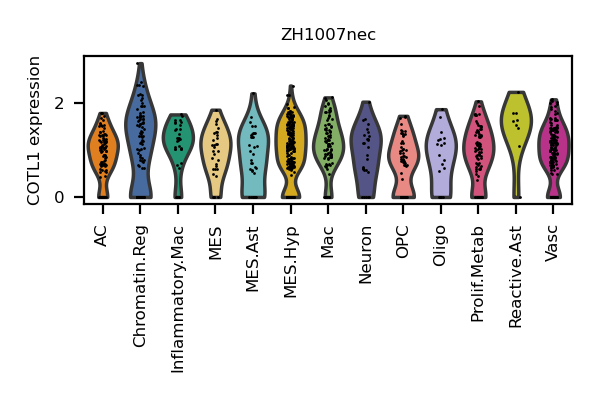 ZH1007nec
COTL1 expression
2
0
AC
Chromatin.Reg
Inflammatory.Mac
MES
MES.Ast
MES.Hyp
Mac
Neuron
OPC
Oligo
Prolif.Metab
Reactive.Ast
Vasc